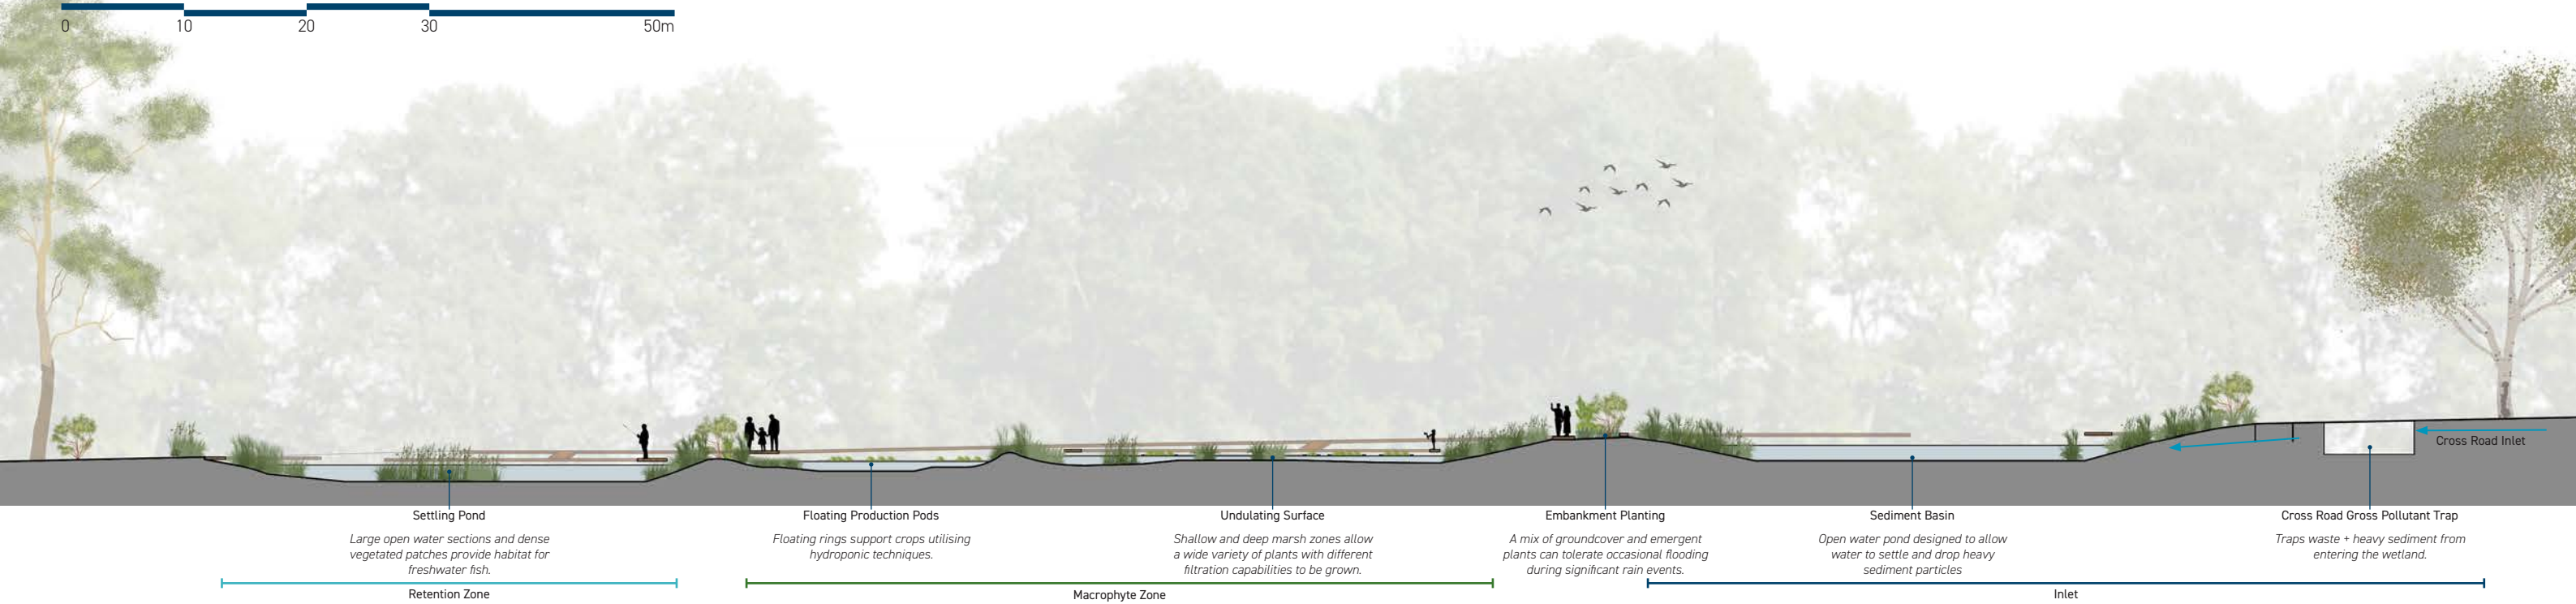 0 10 20 30 50m
Cross Road Inlet
Settling Pond
Large open water sections and dense
vegetated patches provide habitat for
freshwater fish.
Floating Production Pods
Floating rings support crops utilising
hydroponic techniques.
Undulating Surface
Shallow and deep marsh zones allow
a wide variety of plants with different
filtration capabilities to be grown.
Embankment Planting
A mix of groundcover and emergent
plants can tolerate occasional flooding
during significant rain events.
Sediment Basin
Open water pond designed to allow
water to settle and drop heavy
sediment particles
Cross Road Gross Pollutant Trap
Traps waste + heavy sediment from
entering the wetland.
Retention Zone
Macrophyte Zone
Inlet